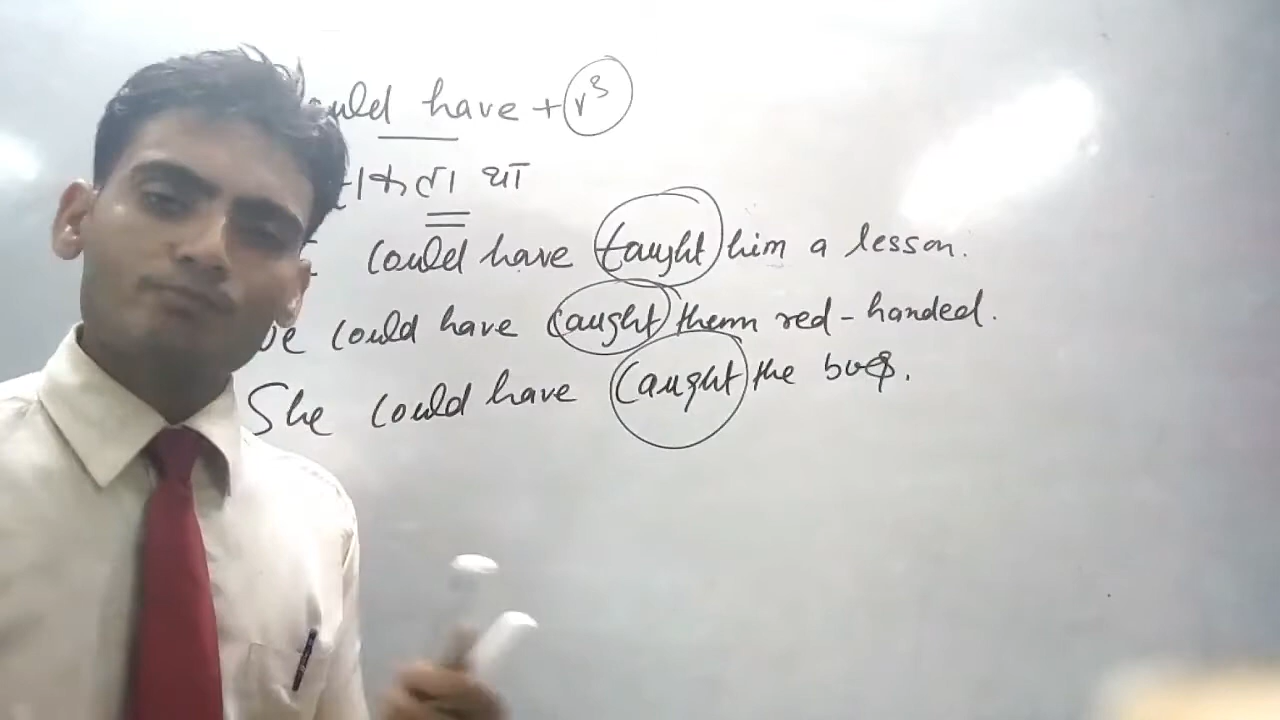 ould have + v³
सकता था
I could have taught him a lesson.
We could have caught them red-handed.
She could have caught the bus.